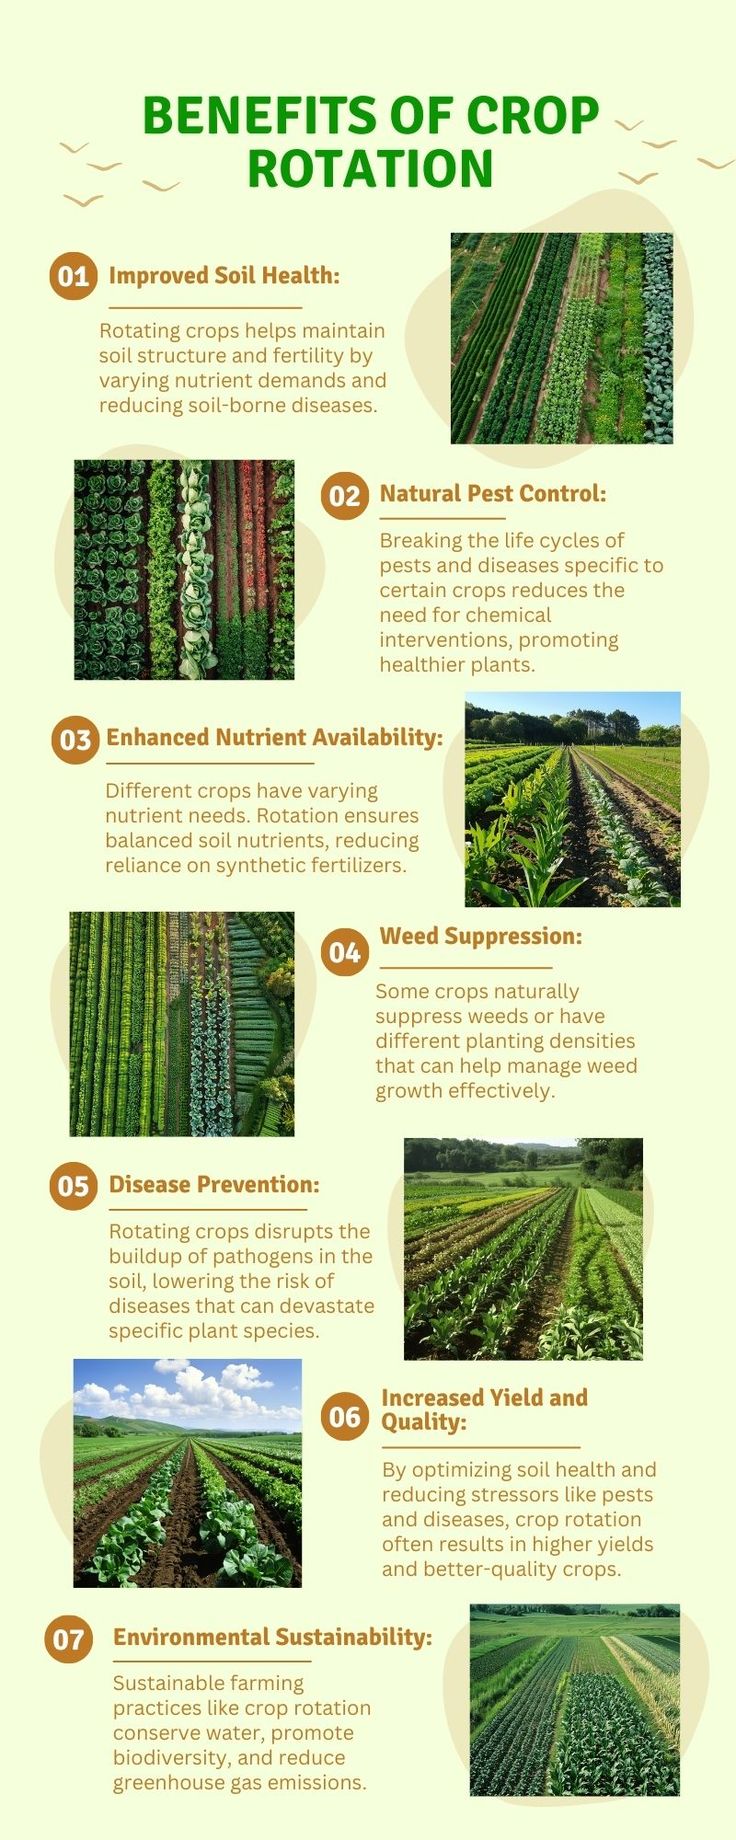 BENEFITS OF CROP
ROTATION
01 Improved Soil Health:
Rotating crops helps maintain
soil structure and fertility by
varying nutrient demands and
reducing soil-borne diseases.
02 Natural Pest Control:
Breaking the life cycles of
pests and diseases specific to
certain crops reduces the
need for chemical
interventions, promoting
healthier plants.
03 Enhanced Nutrient Availability:
Different crops have varying
nutrient needs. Rotation ensures
balanced soil nutrients, reducing
reliance on synthetic fertilizers.
04 Weed Suppression:
Some crops naturally
suppress weeds or have
different planting densities
that can help manage weed
growth effectively.
05 Disease Prevention:
Rotating crops disrupts the
buildup of pathogens in the
soil, lowering the risk of
diseases that can devastate
specific plant species.
06 Increased Yield and
Quality:
By optimizing soil health and
reducing stressors like pests
and diseases, crop rotation
often results in higher yields
and better-quality crops.
07 Environmental Sustainability:
Sustainable farming
practices like crop rotation
conserve water, promote
biodiversity, and reduce
greenhouse gas emissions.